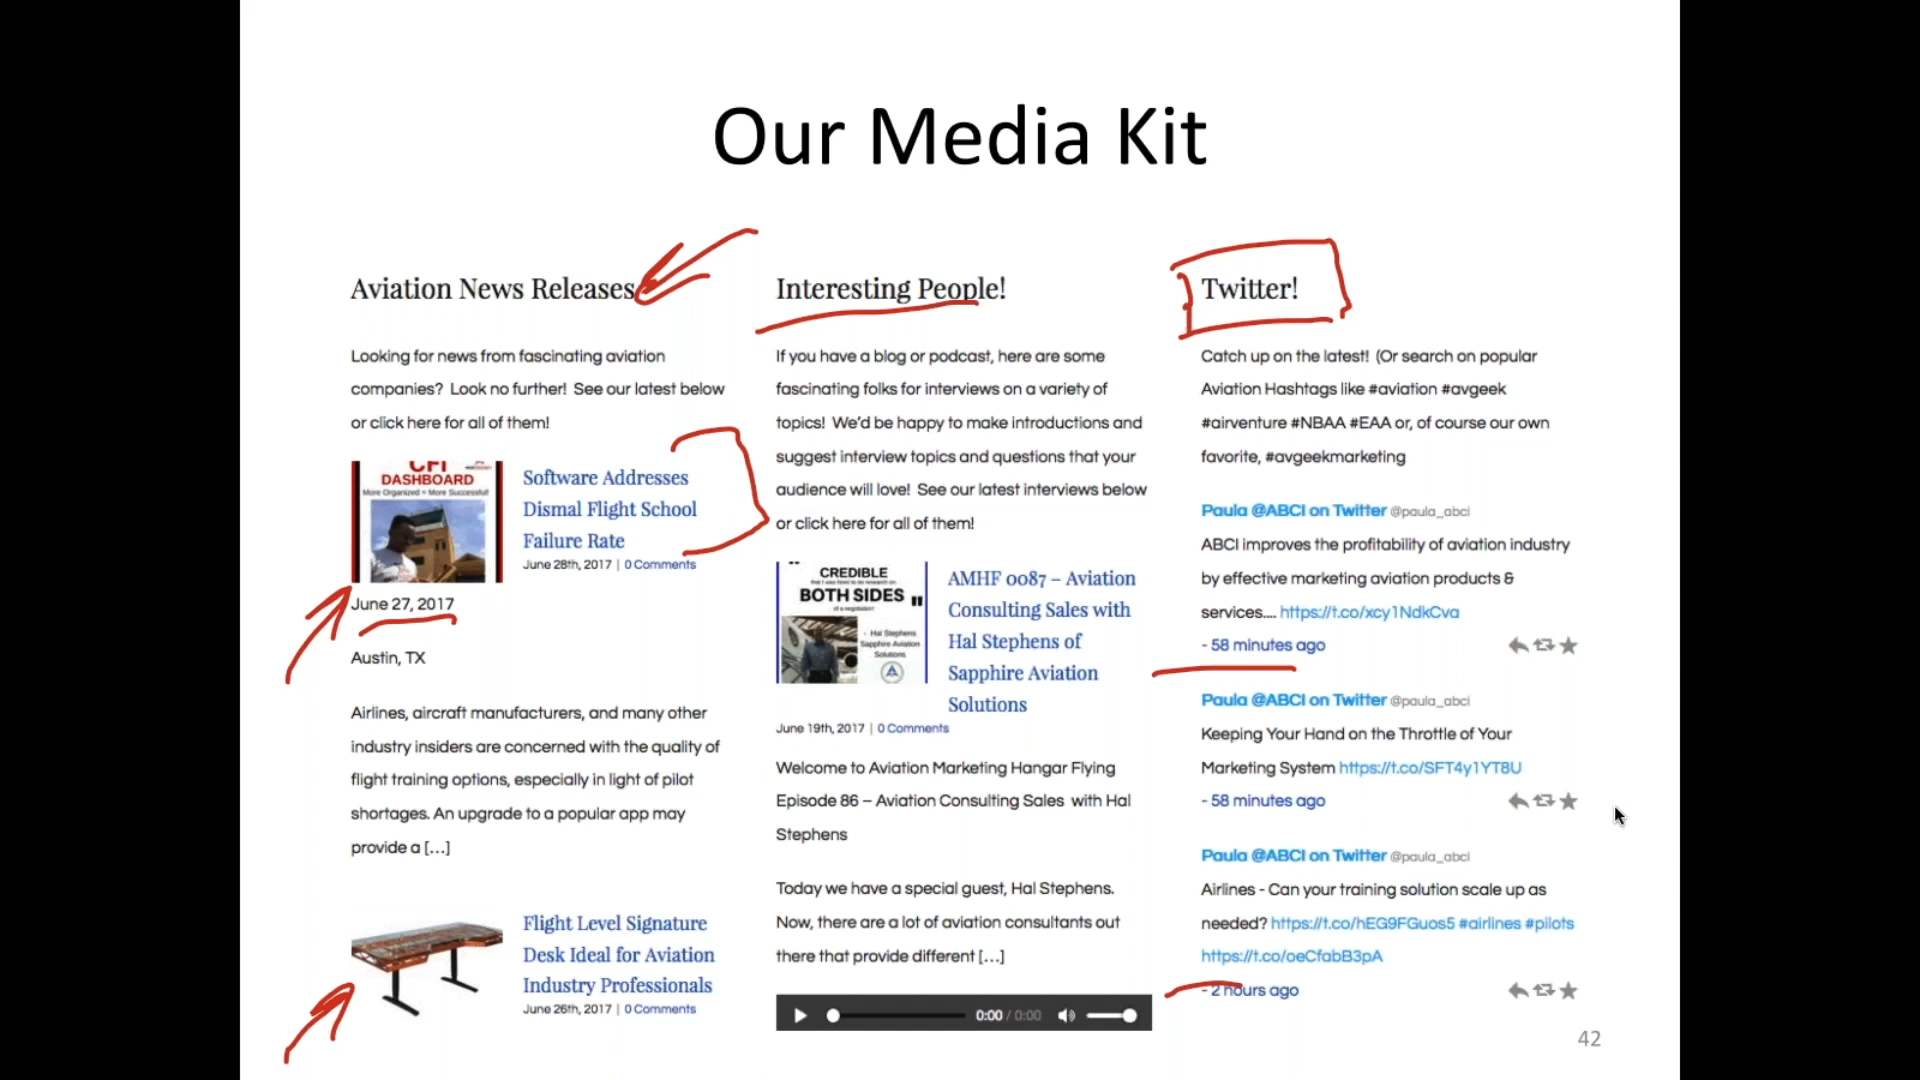 Our Media Kit
Aviation News Releases
Looking for news from fascinating aviation
companies? Look no further! See our latest below
or click here for all of them!
CFI
DASHBOARD
More Organized = More Successful!
Software Addresses
Dismal Flight School
Failure Rate
June 28th, 2017 | 0 Comments
June 27, 2017
Austin, TX
Airlines, aircraft manufacturers, and many other
industry insiders are concerned with the quality of
flight training options, especially in light of pilot
shortages. An upgrade to a popular app may
provide a [...]
Flight Level Signature
Desk Ideal for Aviation
Industry Professionals
June 26th, 2017 | 0 Comments
Interesting People!
If you have a blog or podcast, here are some
fascinating folks for interviews on a variety of
topics! We'd be happy to make introductions and
suggest interview topics and questions that your
audience will love! See our latest interviews below
or click here for all of them!
CREDIBLE
BOTH SIDES
of a negotiation!
- Hal Stephens
Sapphire Aviation
Solutions
AMHF 0087 – Aviation
Consulting Sales with
Hal Stephens of
Sapphire Aviation
Solutions
June 19th, 2017 | 0 Comments
Welcome to Aviation Marketing Hangar Flying
Episode 86 – Aviation Consulting Sales with Hal
Stephens
Today we have a special guest, Hal Stephens.
Now, there are a lot of aviation consultants out
there that provide different [...]
0:00 / 0:00
Twitter!
Catch up on the latest! (Or search on popular
Aviation Hashtags like #aviation #avgeek
#airventure #NBAA #EAA or, of course our own
favorite, #avgeekmarketing
Paula @ABCI on Twitter @paula_abci
ABCI improves the profitability of aviation industry
by effective marketing aviation products &
services.... https://t.co/xcy1NdkCva
- 58 minutes ago
Paula @ABCI on Twitter @paula_abci
Keeping Your Hand on the Throttle of Your
Marketing System https://t.co/SFT4y1YT8U
- 58 minutes ago
Paula @ABCI on Twitter @paula_abci
Airlines - Can your training solution scale up as
needed? https://t.co/hEG9FGuos5 #airlines #pilots
https://t.co/oeCfabB3pA
- 2 hours ago
42